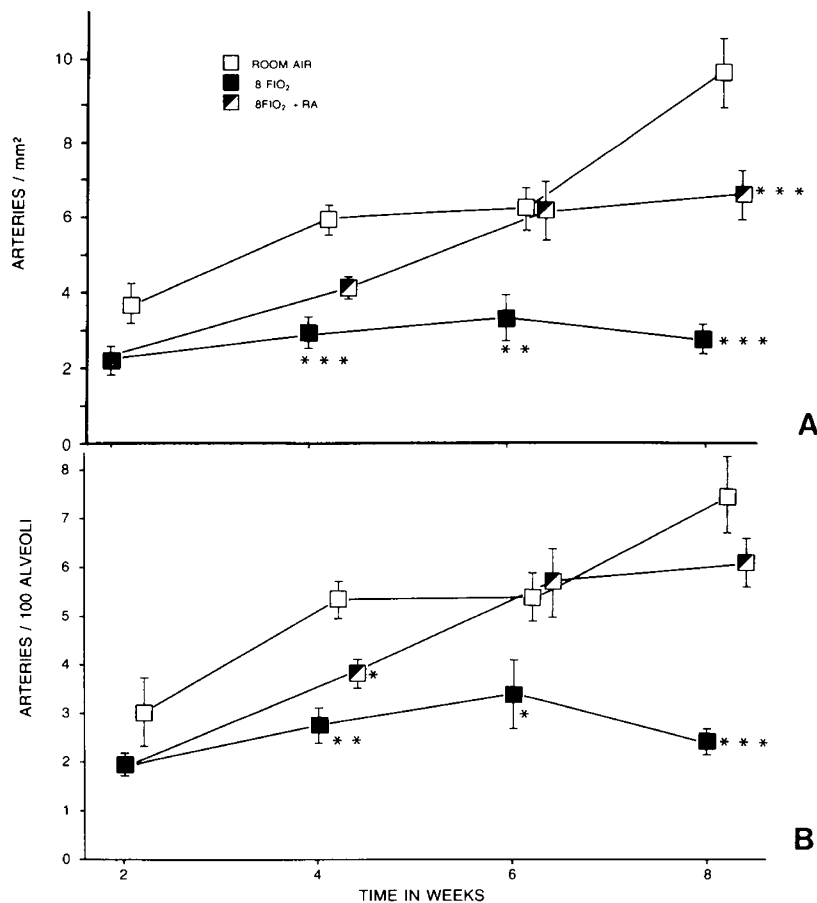 10
8
6
4
2
0
ARTERIES / mm²
ROOM AIR
8 FIO₂
8FIO₂ + RA
* * *
* * *
* *
* * *
A
8
7
6
5
4
3
2
1
0
ARTERIES / 100 ALVEOLI
*
* *
*
* * *
B
2
4
6
8
TIME IN WEEKS